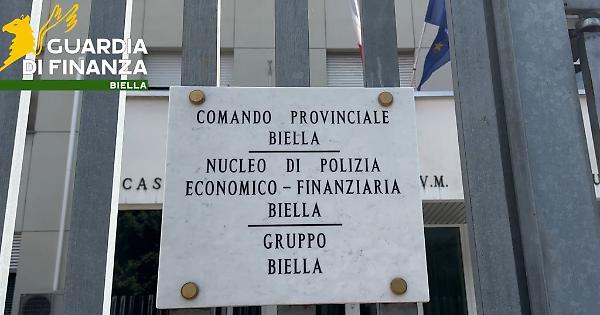 GUARDIA
DI FINANZA
BIELLA
COMANDO PROVINCIALE
BIELLA
NUCLEO DI POLIZIA
ECONOMICO-FINANZIARIA
BIELLA
GRUPPO
BIELLA
CAS
V.M.